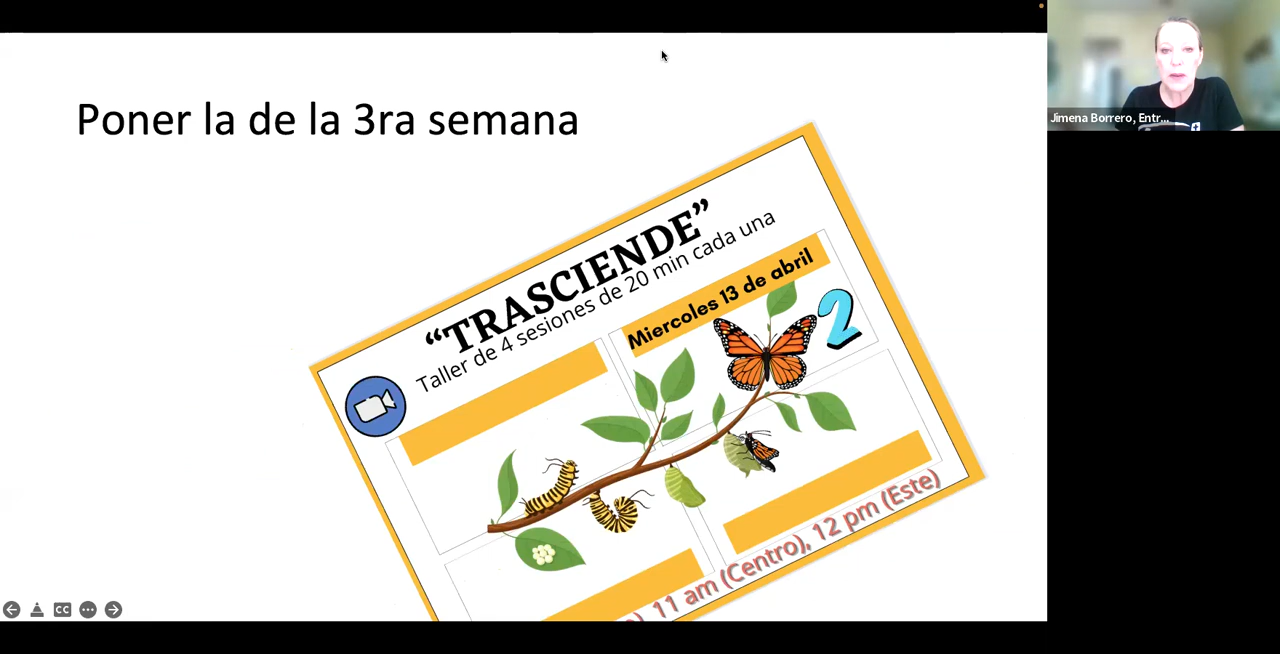 Poner la de la 3ra semana
Jimena Borrero, Entr...
“TRASCIENDE”
Taller de 4 sesiones de 20 min cada una
Miercoles 13 de abril
2
11 am (Centro), 12 pm (Este)
CC